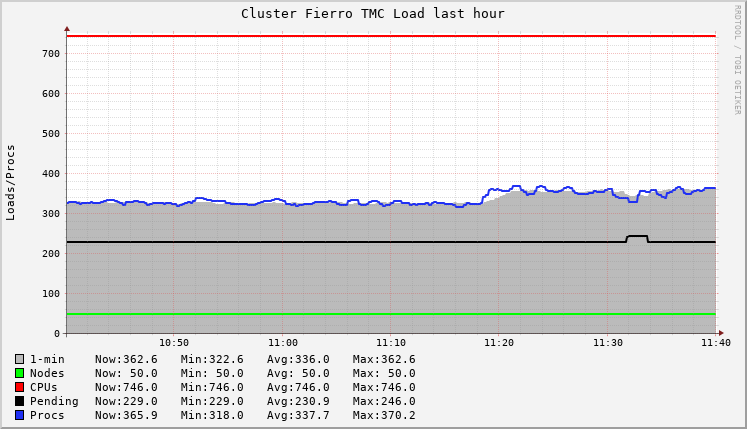 Cluster Fierro TMC Load last hour
RRDTOOL / TOBI OETIKER
Loads/Procs
700
600
500
400
300
200
100
0
10:50 11:00 11:10 11:20 11:30 11:40
1-min Now:362.6 Min:322.6 Avg:336.0 Max:362.6
Nodes Now: 50.0 Min: 50.0 Avg: 50.0 Max: 50.0
CPUs Now:746.0 Min:746.0 Avg:746.0 Max:746.0
Pending Now:229.0 Min:229.0 Avg:230.9 Max:246.0
Procs Now:365.9 Min:318.0 Avg:337.7 Max:370.2